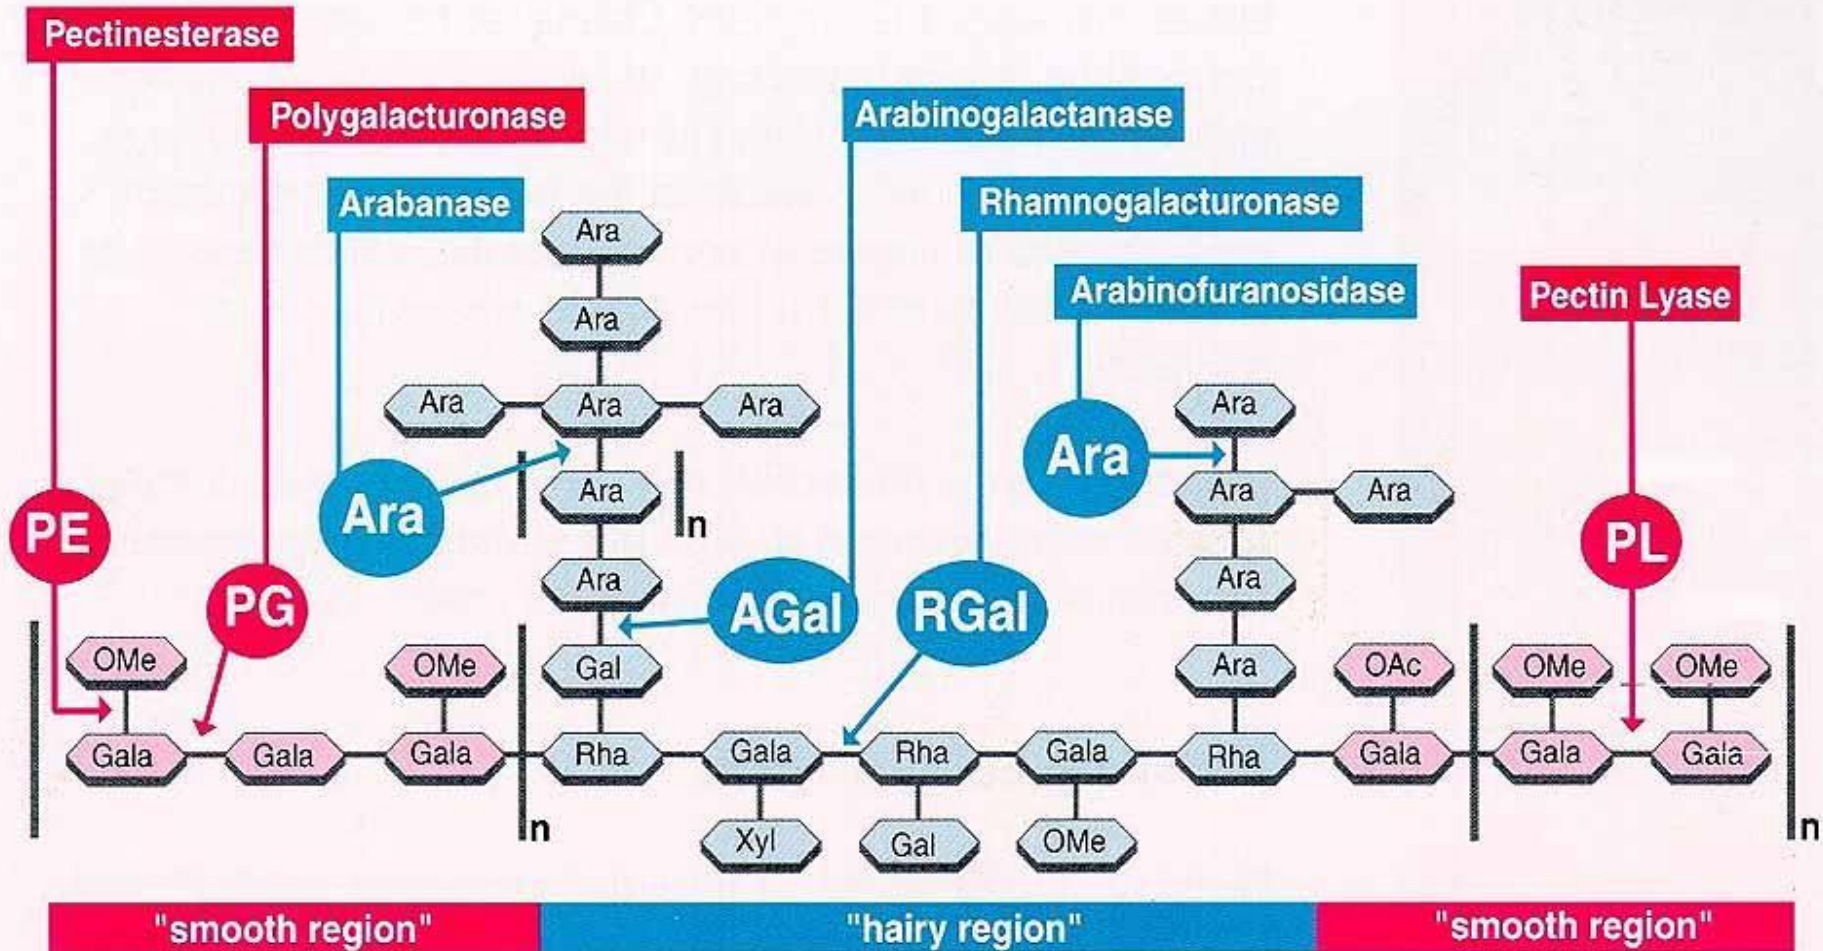 Pectinesterase
Polygalacturonase
Arabinogalactanase
Arabanase
Rhamnogalacturonase
Arabinofuranosidase
Pectin Lyase
Ara
Ara
Ara Ara Ara
Ara
Ara
Ara
Ara
Ara Ara
n
PE
PL
Ara
Ara
AGal
RGal
PG
OMe
OMe
Gal
Ara
OAc
OMe
OMe
Gala Gala Gala Rha Gala Rha Gala Rha Gala Gala Gala
n
n
Xyl Gal OMe
"smooth region" "hairy region" "smooth region"